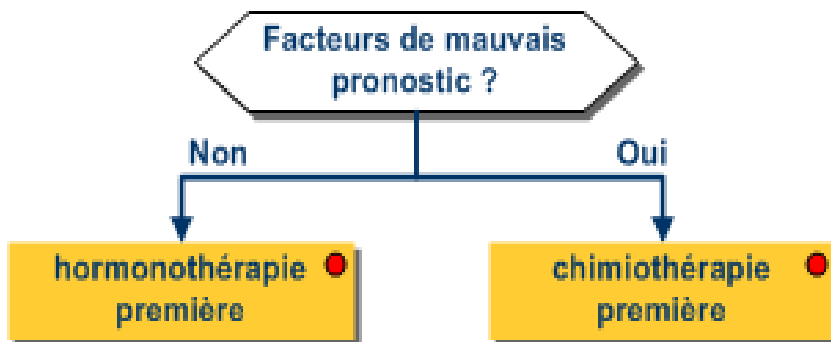 Facteurs de mauvais
pronostic ?
Non
Oui
hormonothérapie
première
chimiothérapie
première